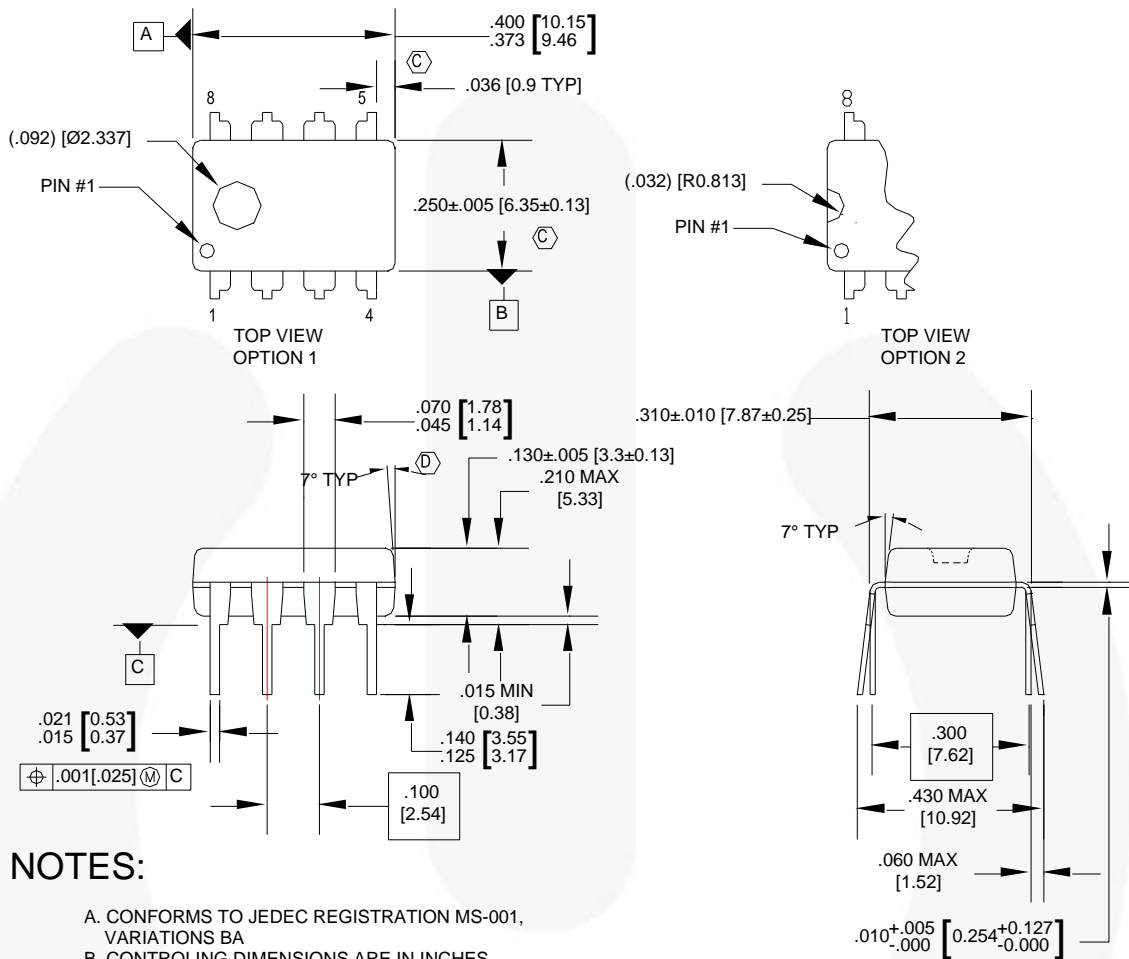 A
.400 [10.15]
.373 [9.46]
C
.036 [0.9 TYP]
8
5
(.092) [Ø2.337]
PIN #1
.250±.005 [6.35±0.13]
C
B
1
4
TOP VIEW
OPTION 1
8
(.032) [R0.813]
PIN #1
1
TOP VIEW
OPTION 2
.070 [1.78]
.045 [1.14]
7° TYP
D
.130±.005 [3.3±0.13]
.210 MAX
[5.33]
C
.015 MIN
[0.38]
.021 [0.53]
.015 [0.37]
⌖ .001[.025] Ⓜ C
.140 [3.55]
.125 [3.17]
.100
[2.54]
.310±.010 [7.87±0.25]
7° TYP
.300
[7.62]
.430 MAX
[10.92]
.060 MAX
[1.52]
.010 +.005 -.000 [0.254 +0.127 -0.000]
NOTES:
A. CONFORMS TO JEDEC REGISTRATION MS-001,
VARIATIONS BA
B. CONTROLING DIMENSIONS ARE IN INCHES